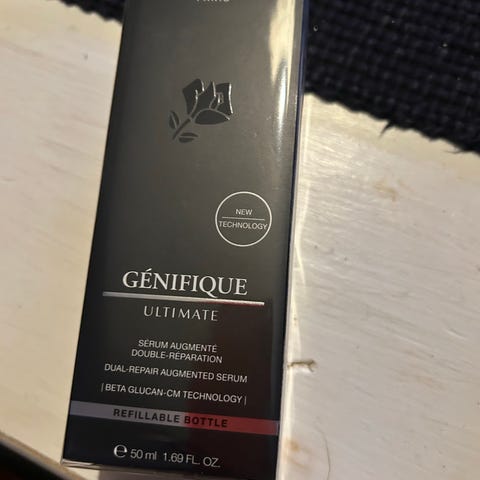 PARIS
NEW
TECHNOLOGY
GÉNIFIQUE
ULTIMATE
SÉRUM AUGMENTÉ
DOUBLE-RÉPARATION
DUAL-REPAIR AUGMENTED SERUM
| BETA GLUCAN-CM TECHNOLOGY |
REFILLABLE BOTTLE
℮ 50 ml 1.69 FL. OZ.